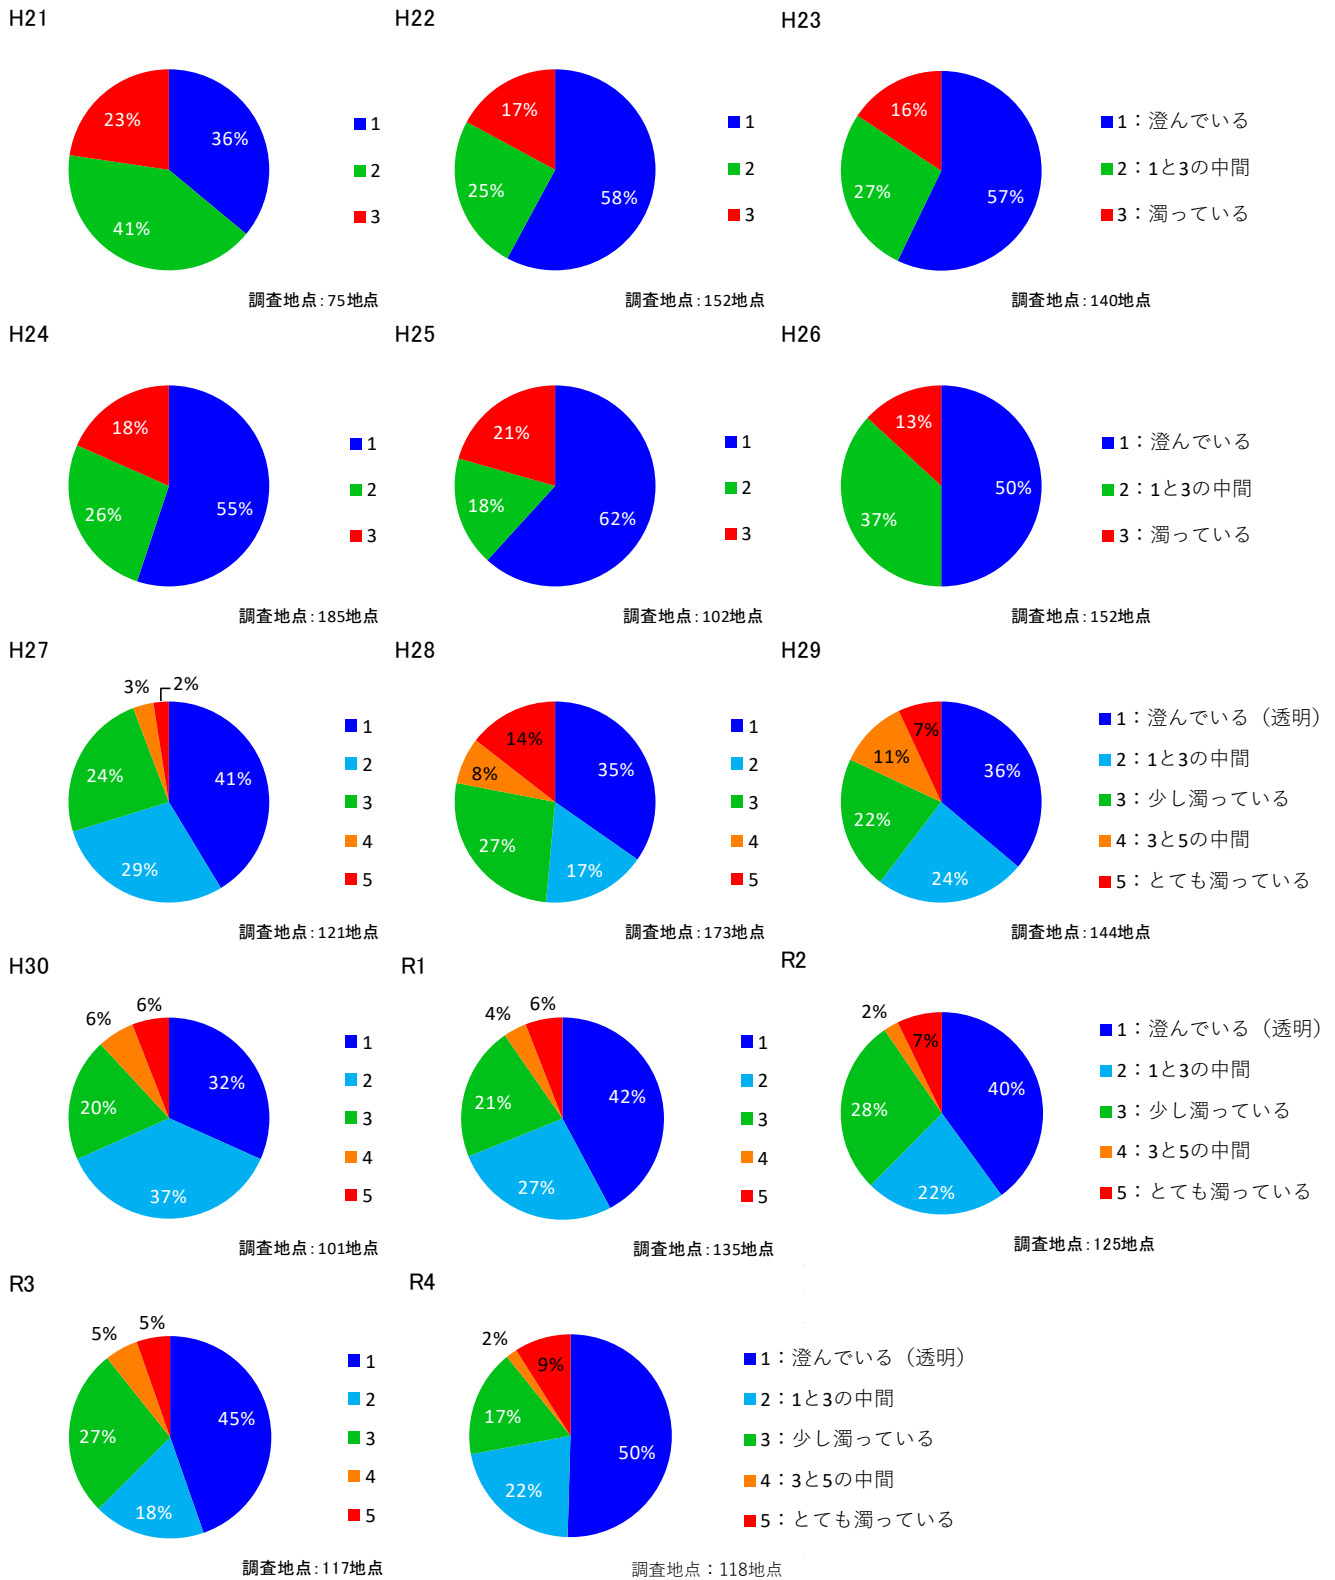 H21
23%
36%
41%
1
2
3
調査地点:75地点
H22
17%
25%
58%
1
2
3
調査地点:152地点
H23
16%
27%
57%
1：澄んでいる
2：1と3の中間
3：濁っている
調査地点:140地点
H24
18%
26%
55%
1
2
3
調査地点:185地点
H25
21%
18%
62%
1
2
3
調査地点:102地点
H26
13%
37%
50%
1：澄んでいる
2：1と3の中間
3：濁っている
調査地点:152地点
H27
3%
2%
24%
41%
29%
1
2
3
4
5
調査地点:121地点
H28
14%
8%
35%
27%
17%
1
2
3
4
5
調査地点:173地点
H29
7%
11%
36%
22%
24%
1：澄んでいる（透明）
2：1と3の中間
3：少し濁っている
4：3と5の中間
5：とても濁っている
調査地点:144地点
H30
6%
6%
32%
20%
37%
1
2
3
4
5
調査地点:101地点
R1
4%
6%
42%
21%
27%
1
2
3
4
5
調査地点:135地点
R2
2%
7%
40%
28%
22%
1：澄んでいる（透明）
2：1と3の中間
3：少し濁っている
4：3と5の中間
5：とても濁っている
調査地点:125地点
R3
5%
5%
45%
27%
18%
1
2
3
4
5
調査地点:117地点
R4
2%
9%
17%
50%
22%
1：澄んでいる（透明）
2：1と3の中間
3：少し濁っている
4：3と5の中間
5：とても濁っている
調査地点：118地点